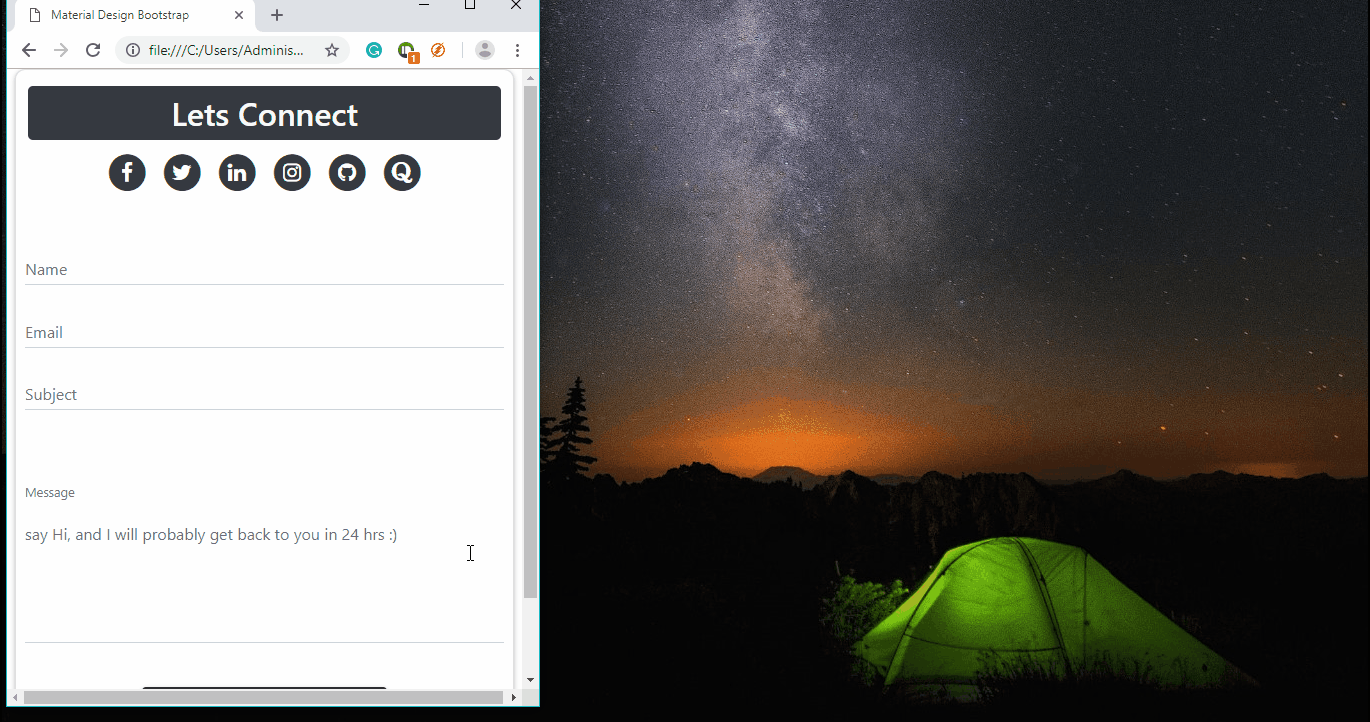 Material Design Bootstrap
file:///C:/Users/Adminis...
1
Lets Connect
Name
Email
Subject
Message
say Hi, and I will probably get back to you in 24 hrs :)